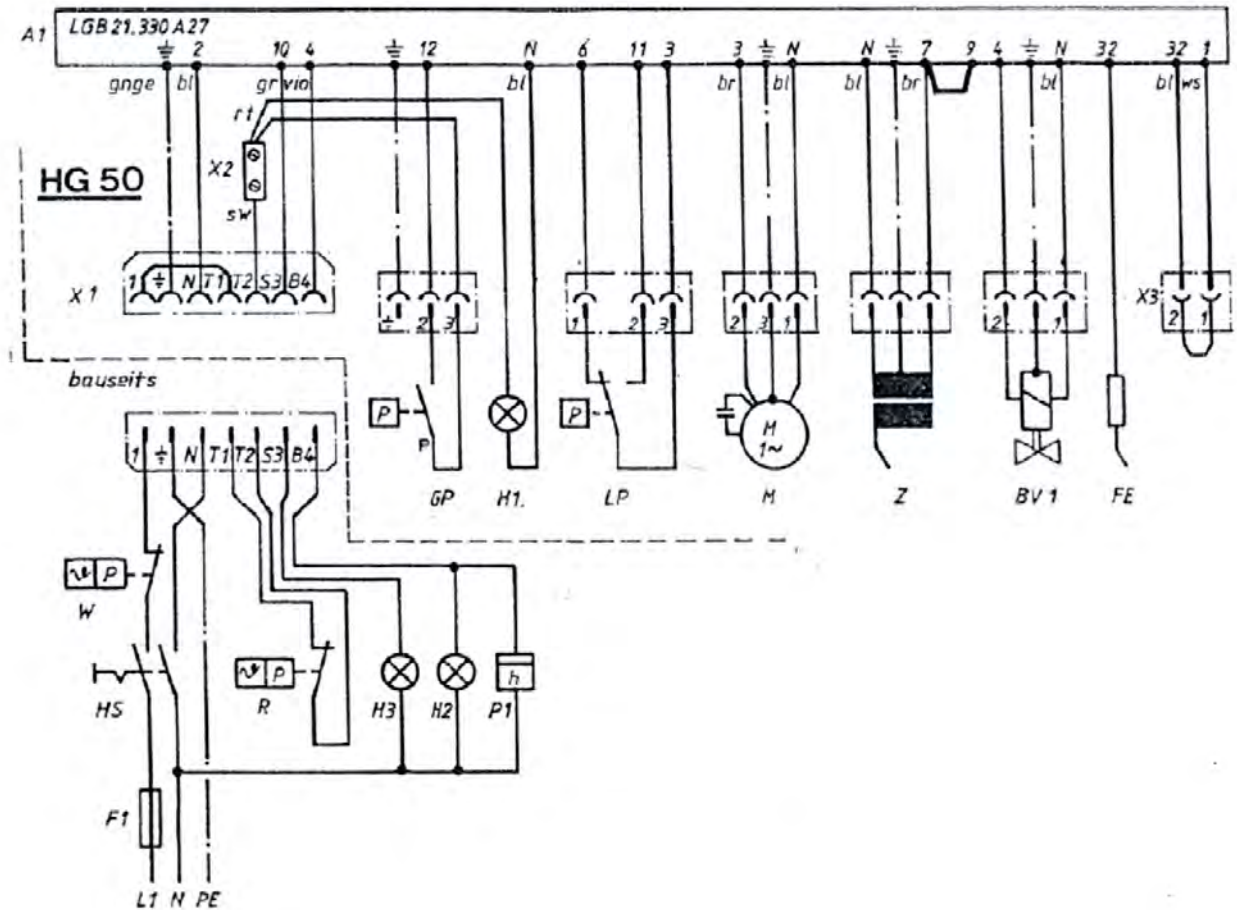 LGB 21.330 A27
A1 ⏚ 2 10 4 ⏚ 12 N 6 11 3 3 ⏚ N N ⏚ 7 9 4 ⏚ N 32 32 1
gnge bl gr vio bl br bl bl br bl bl ws
rt
X2
HG 50
sw
X1 1 ⏚ N T1 T2 S3 B4
X3 2 1
⏚ 2 3 1 2 3 2 3 1 2 1
bauseits
P P M
1~
P
1 ⏚ N T1 T2 S3 B4
GP H1. LP M Z BV 1 FE
P
W
P h
HS R H3 H2 P1
F1
L1 N PE